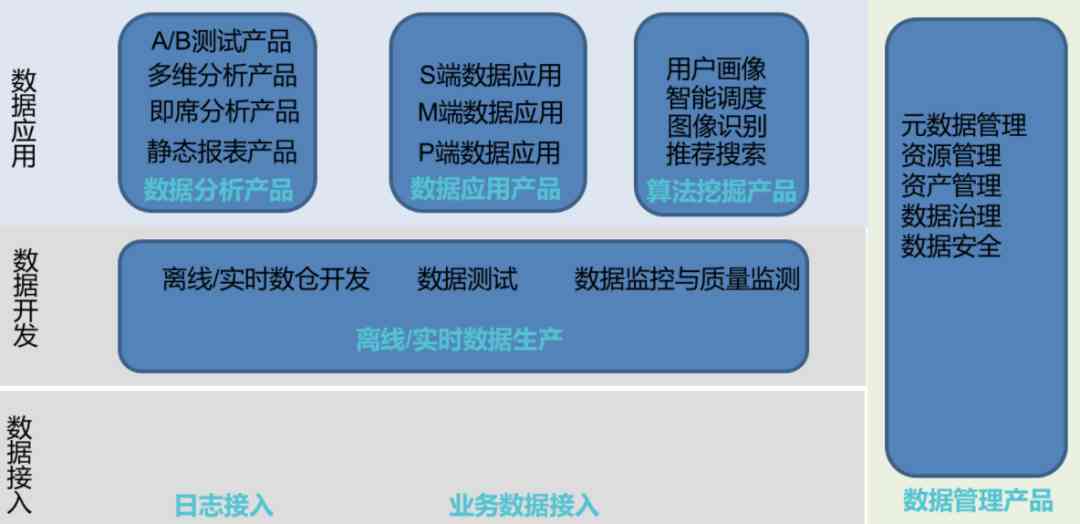 数据应用
A/B测试产品
多维分析产品
即席分析产品
静态报表产品
数据分析产品
S端数据应用
M端数据应用
P端数据应用
数据应用产品
用户画像
智能调度
图像识别
推荐搜索
算法挖掘产品
数据开发
离线/实时数仓开发
数据测试
数据监控与质量监测
离线/实时数据生产
数据接入
日志接入
业务数据接入
元数据管理
资源管理
资产管理
数据治理
数据安全
数据管理产品